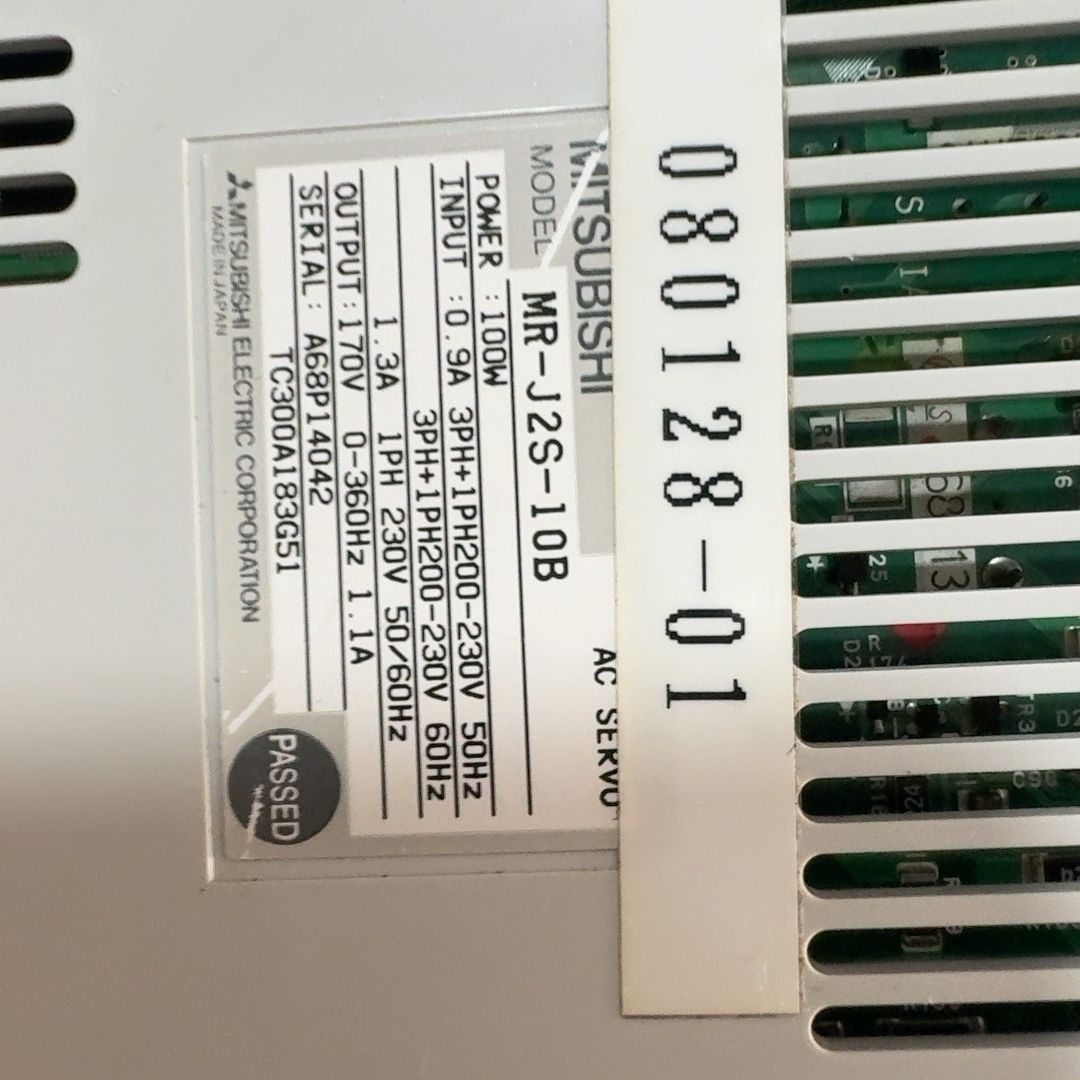 080128-01
MITSUBISHI
AC SERVO
MODEL
MR-J2S-10B
POWER :100W
INPUT :0.9A 3PH+1PH200-230V 50Hz
3PH+1PH200-230V 60Hz
1.3A 1PH 230V 50/60Hz
OUTPUT:170V 0-360Hz 1.1A
SERIAL: A68P14042
TC300A183G51
MITSUBISHI ELECTRIC CORPORATION
MADE IN JAPAN
PASSED
S
13
25